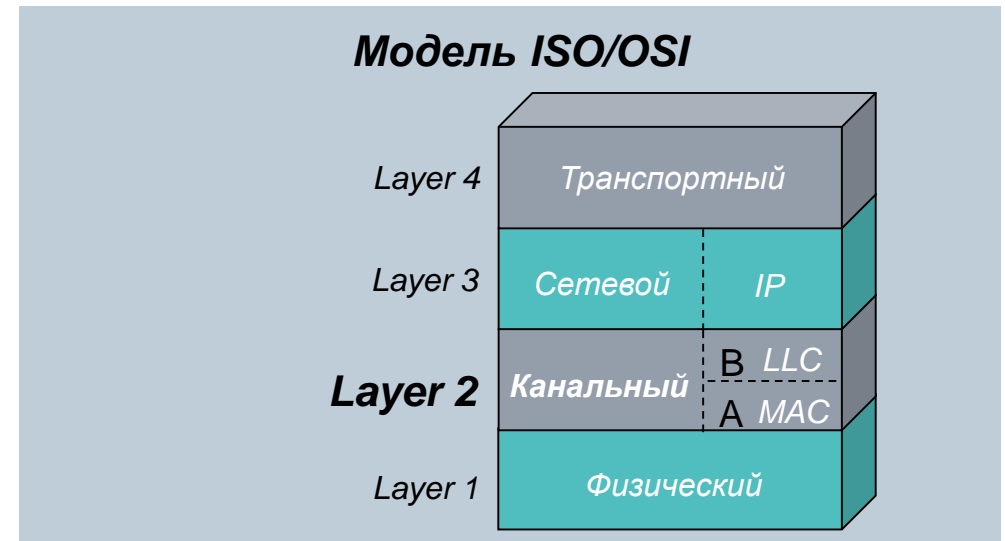 Модель ISO/OSI
Layer 4 Транспортный
Layer 3 Сетевой IP
Layer 2 Канальный B LLC
A MAC
Layer 1 Физический